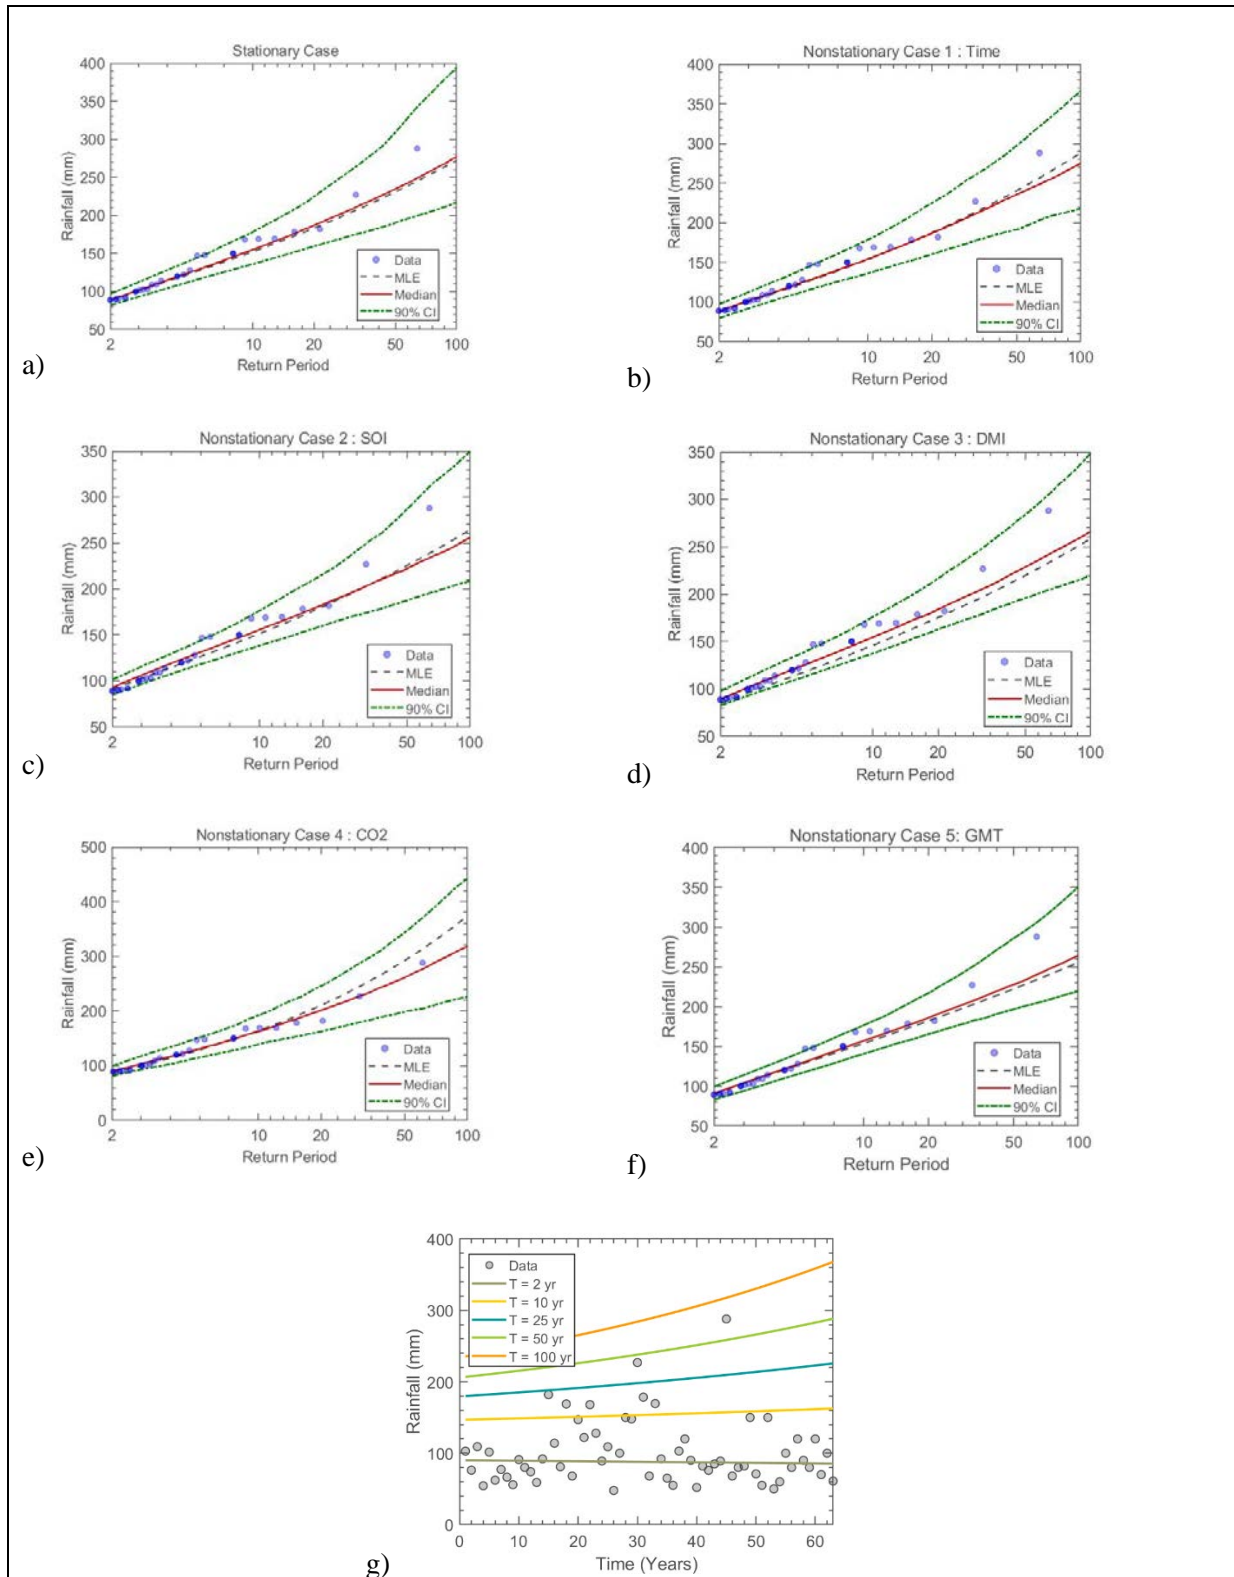 Stationary Case
400
350
300
250
200
150
100
50
Rainfall (mm)
Data
MLE
Median
90% CI
2 10 20 50 100
Return Period
a)
Nonstationary Case 1 : Time
400
350
300
250
200
150
100
50
Rainfall (mm)
Data
MLE
Median
90% CI
2 10 20 50 100
Return Period
b)
Nonstationary Case 2 : SOI
350
300
250
200
150
100
50
Rainfall (mm)
Data
MLE
Median
90% CI
2 10 20 50 100
Return Period
c)
Nonstationary Case 3 : DMI
350
300
250
200
150
100
50
Rainfall (mm)
Data
MLE
Median
90% CI
2 10 20 50 100
Return Period
d)
Nonstationary Case 4 : CO2
500
400
300
200
100
0
Rainfall (mm)
Data
MLE
Median
90% CI
2 10 20 50 100
Return Period
e)
Nonstationary Case 5: GMT
400
350
300
250
200
150
100
50
Rainfall (mm)
Data
MLE
Median
90% CI
2 10 20 50 100
Return Period
f)
400
300
200
100
0
Rainfall (mm)
Data
T = 2 yr
T = 10 yr
T = 25 yr
T = 50 yr
T = 100 yr
0 10 20 30 40 50 60
Time (Years)
g)